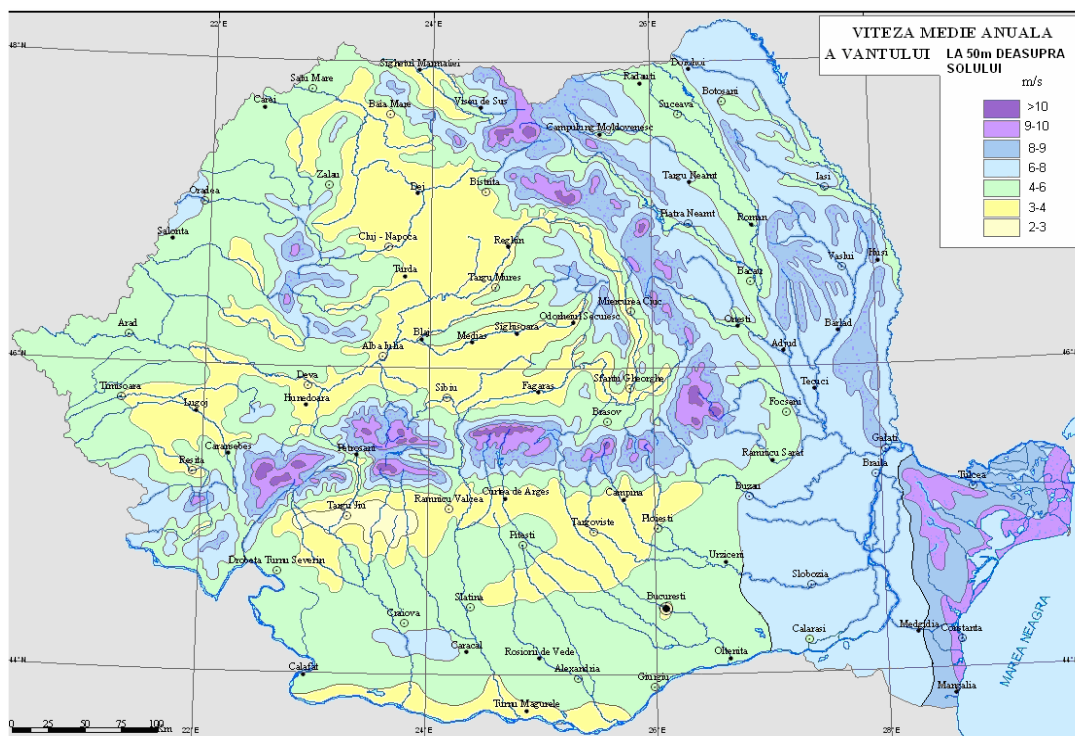 22°E
24°E
26°E
VITEZA MEDIE ANUALA
A VANTULUI LA 50m DEASUPRA
SOLULUI
m/s
>10
9-10
8-9
6-8
4-6
3-4
2-3
48°N
Sighetul Marmatiei
Dorohoi
Satu Mare
Radauti
Botosani
Carei
Baia Mare
Viseu de Sus
Suceava
Campulung Moldovenesc
Zalau
Dej
Bistrita
Targu Neamt
Iasi
Oradea
Piatra Neamt
Roman
Salonta
Cluj - Napoca
Reghin
Vaslui
Husi
Turda
Targu Mures
Bacau
Miercurea Ciuc
Arad
Odorheiul Secuiesc
Onesti
Barlad
Blaj
Medias
Sighisoara
Adjud
46°N
Alba Iulia
Timisoara
Deva
Sibiu
Fagaras
Sfantu Gheorghe
Tecuci
Lugoj
Hunedoara
Brasov
Focsani
Caransebes
Petrosani
Galati
Resita
Ramnicu Sarat
Braila
Tulcea
Targu Jiu
Ramnicu Valcea
Curtea de Arges
Campina
Buzau
Targoviste
Ploiesti
Pitesti
Drobeta Turnu Severin
Urziceni
Slobozia
Slatina
Bucuresti
Craiova
Medgidia
Constanta
Caracal
Rosiorii de Vede
Oltenita
Calarasi
MAREA NEAGRA
44°N
44°N
Calafat
Alexandria
Giurgiu
Mangalia
Turnu Magurele
0 25 50 75 100
Km
22°E
24°E
26°E
28°E